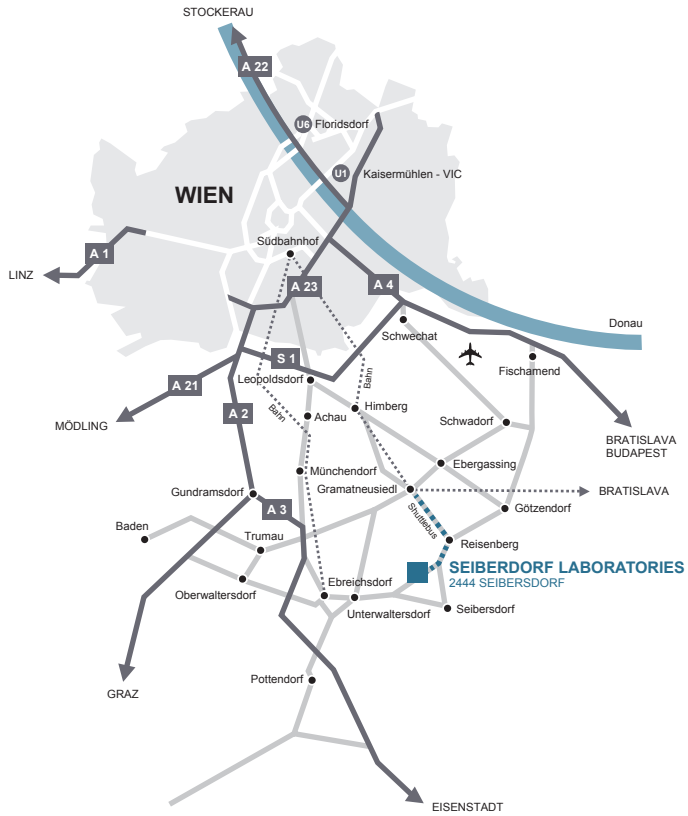 STOCKERAU
A 22
U6 Floridsdorf
U1
Kaisermühlen - VIC
WIEN
Südbahnhof
A 1
LINZ
A 23
A 4
Donau
Schwechat
S 1
Fischamend
Bahn
Leopoldsdorf
A 21
Himberg
Bahn
Achau
A 2
MÖDLING
Schwadorf
BRATISLAVA
BUDAPEST
Münchendorf
Ebergassing
Gramatneusiedl
BRATISLAVA
Gundramsdorf
A 3
Shuttlebus
Götzendorf
Baden
Trumau
Reisenberg
SEIBERDORF LABORATORIES
2444 SEIBERSDORF
Ebreichsdorf
Oberwaltersdorf
Unterwaltersdorf
Seibersdorf
Pottendorf
GRAZ
EISENSTADT